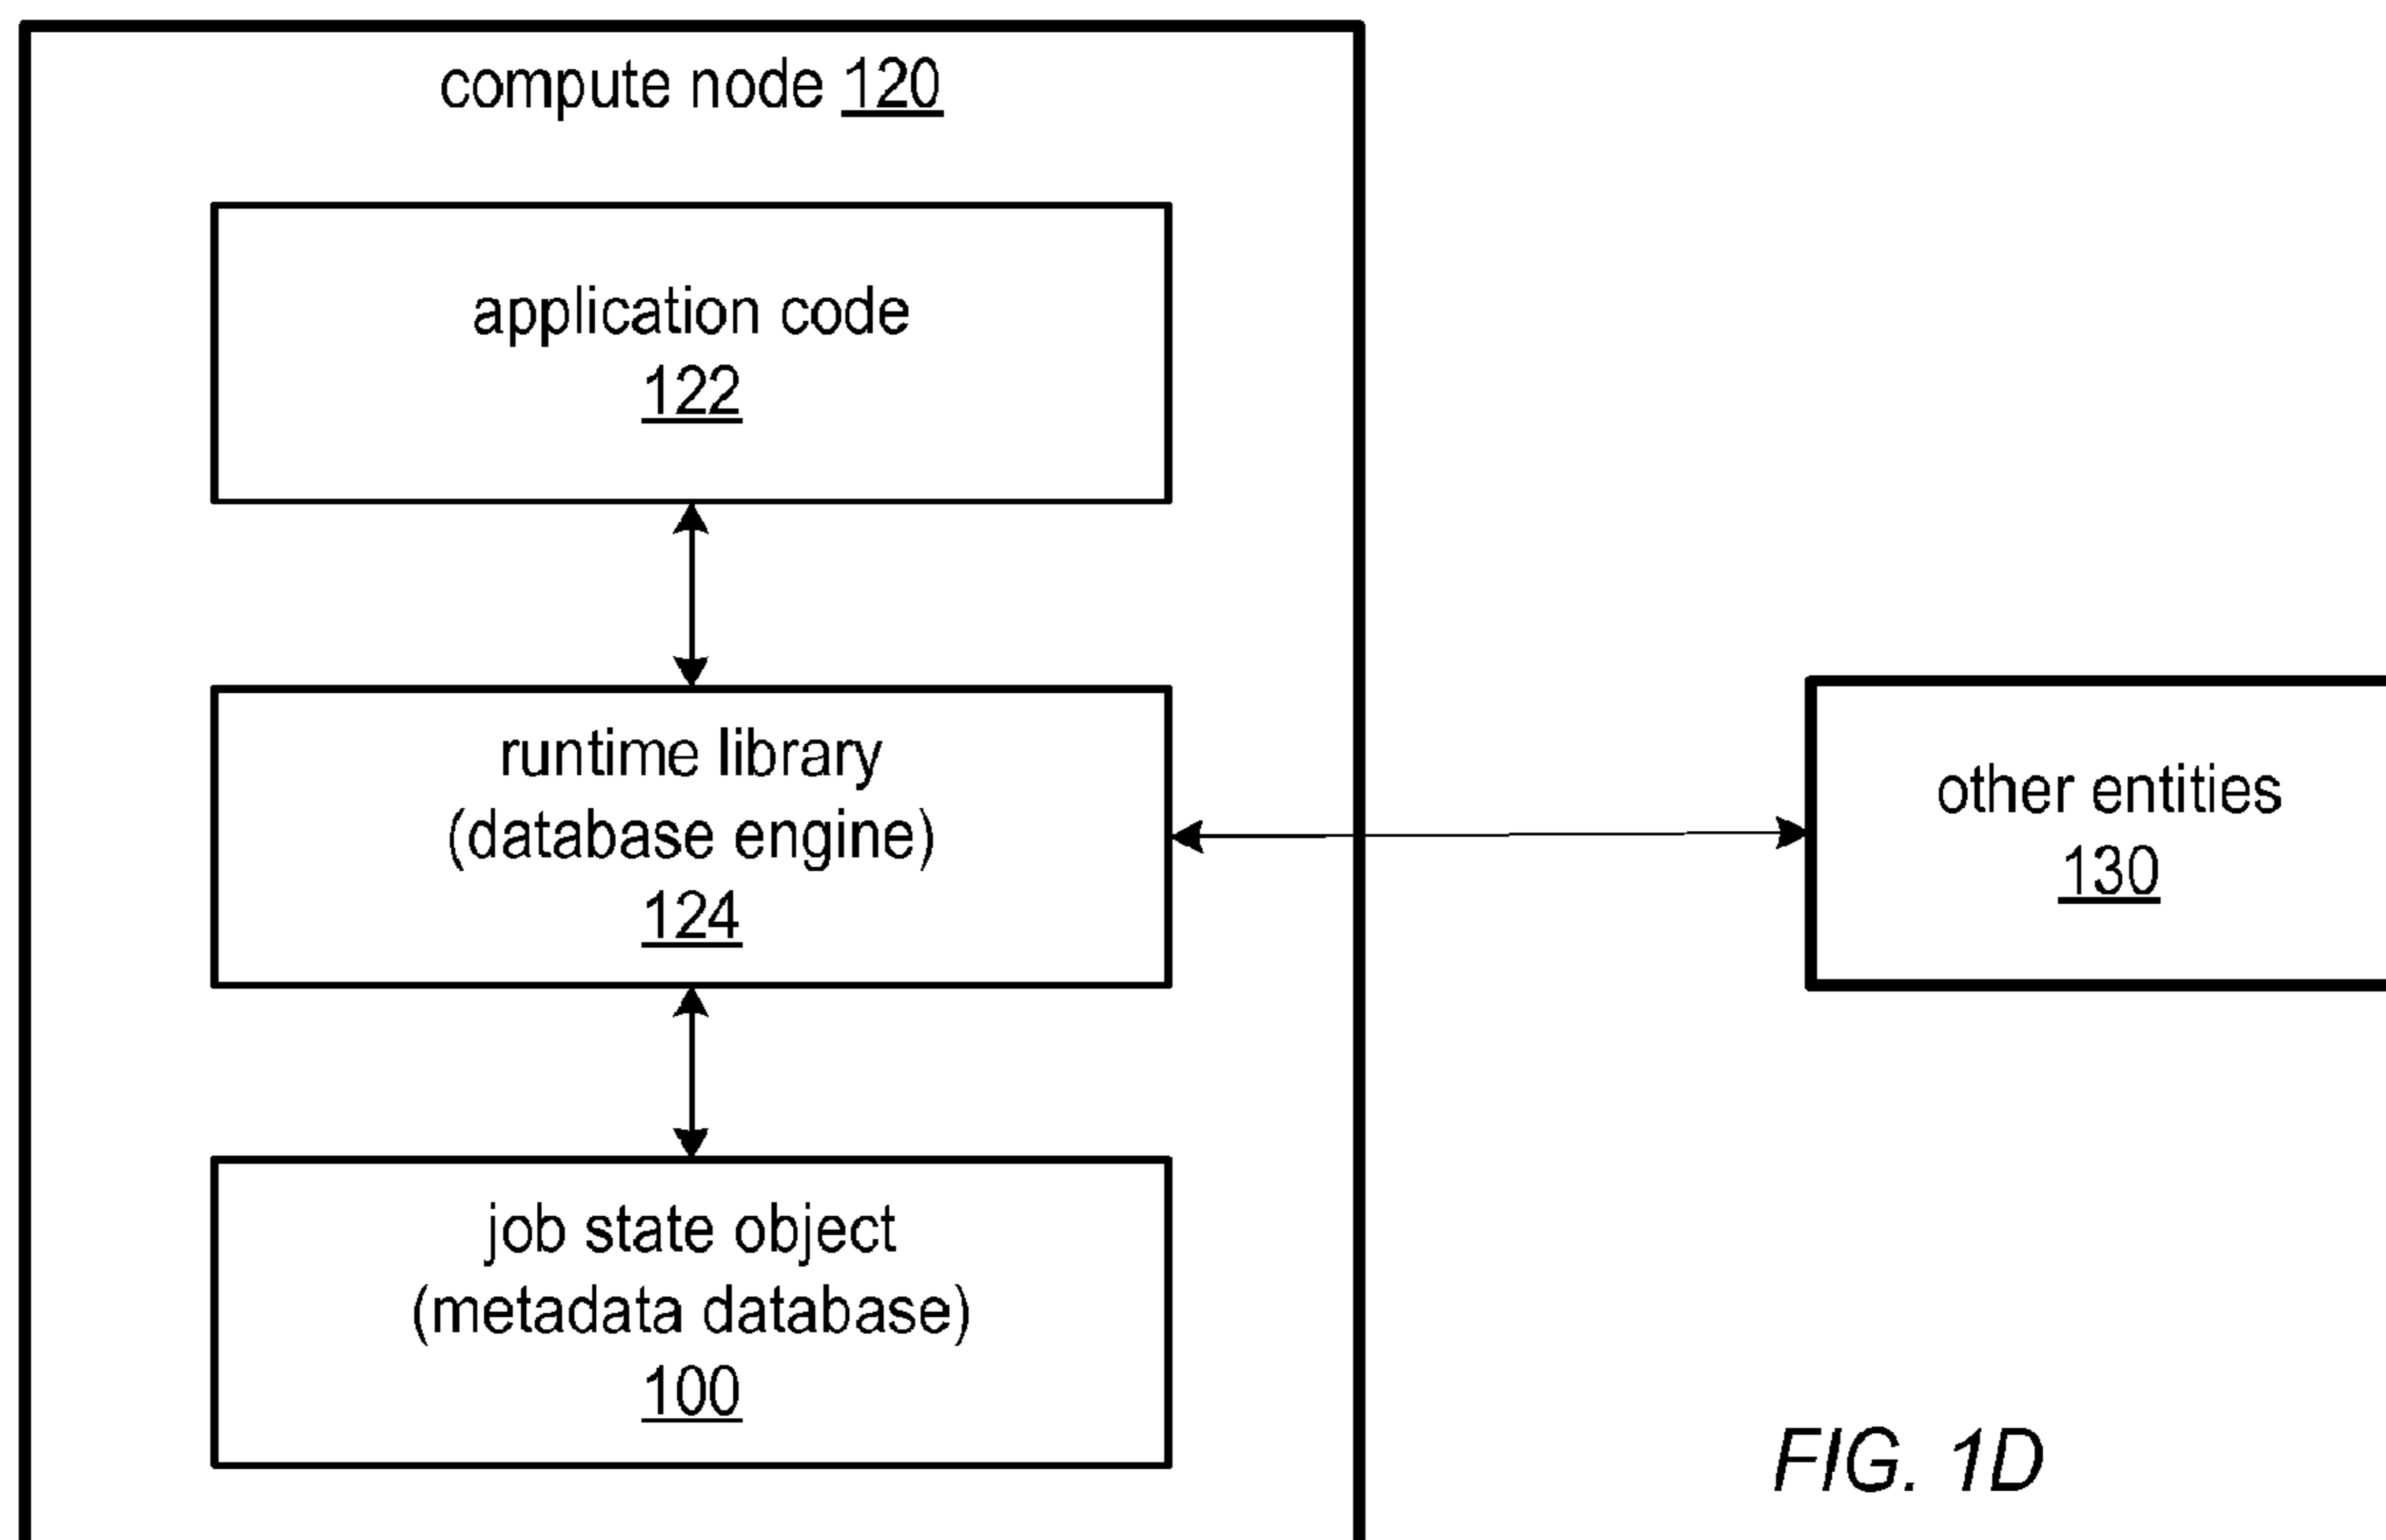 compute node 120
application code
122
runtime library
(database engine)
124
other entities
130
job state object
(metadata database)
100
FIG. 1D